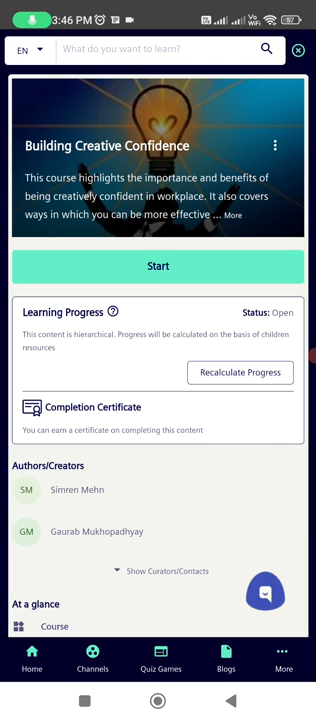 3:46 PM
Vo
WiFi
57
EN
What do you want to learn?
Building Creative Confidence
This course highlights the importance and benefits of
being creatively confident in workplace. It also covers
ways in which you can be more effective ... More
Start
Learning Progress
Status: Open
This content is hierarchical. Progress will be calculated on the basis of children
resources
Recalculate Progress
Completion Certificate
You can earn a certificate on completing this content
Authors/Creators
SM Simren Mehn
GM Gaurab Mukhopadhyay
Show Curators/Contacts
At a glance
Course
Home Channels Quiz Games Blogs More